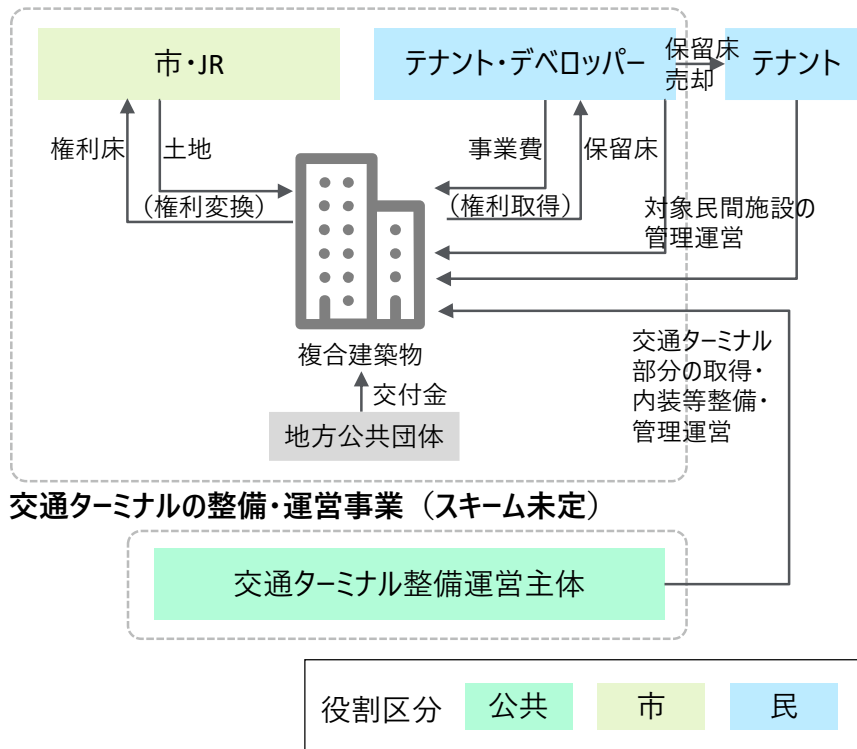 市・JR
テナント・デベロッパー
保留床
売却
テナント
権利床
土地
事業費
保留床
（権利変換）
（権利取得）
対象民間施設の
管理運営
複合建築物
交付金
地方公共団体
交通ターミナル
部分の取得・
内装等整備・
管理運営
交通ターミナルの整備・運営事業（スキーム未定）
交通ターミナル整備運営主体
役割区分
公共
市
民